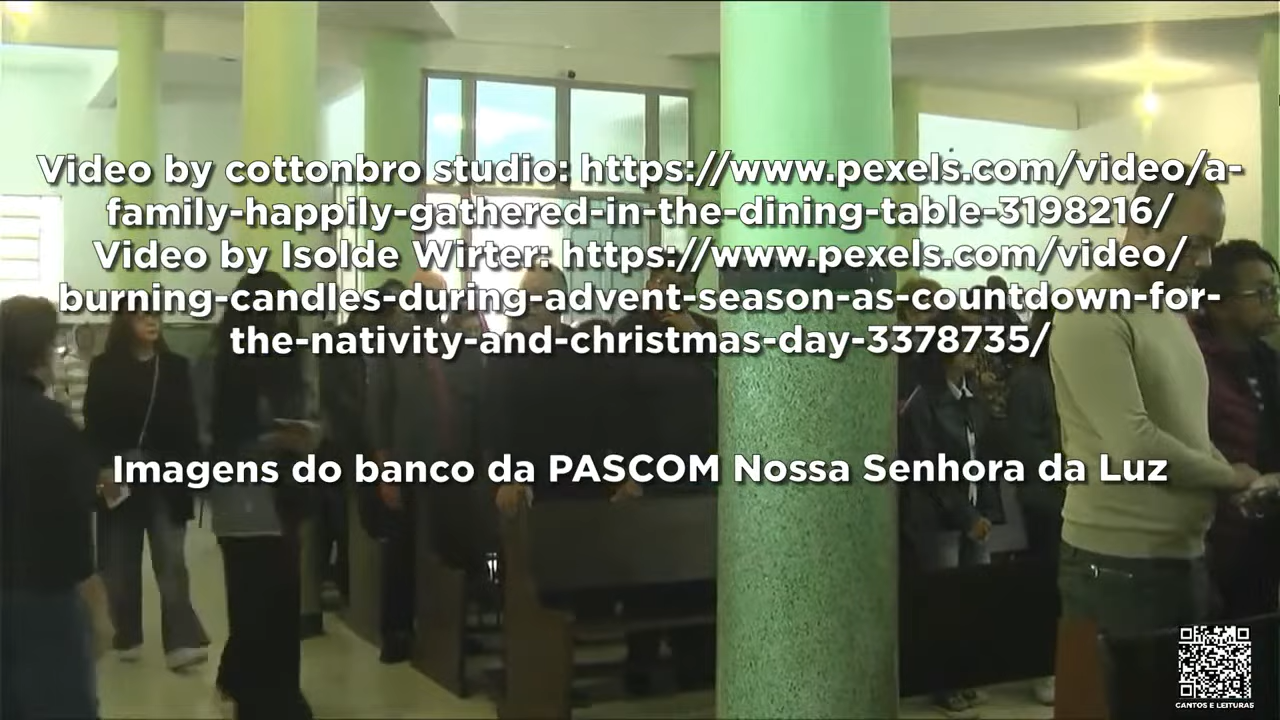 Video by cottonbro studio: https://www.pexels.com/video/a-
family-happily-gathered-in-the-dining-table-3198216/
Video by Isolde Wirter: https://www.pexels.com/video/
burning-candles-during-advent-season-as-countdown-for-
the-nativity-and-christmas-day-3378735/
Imagens do banco da PASCOM Nossa Senhora da Luz
CANTOS E LEITURAS